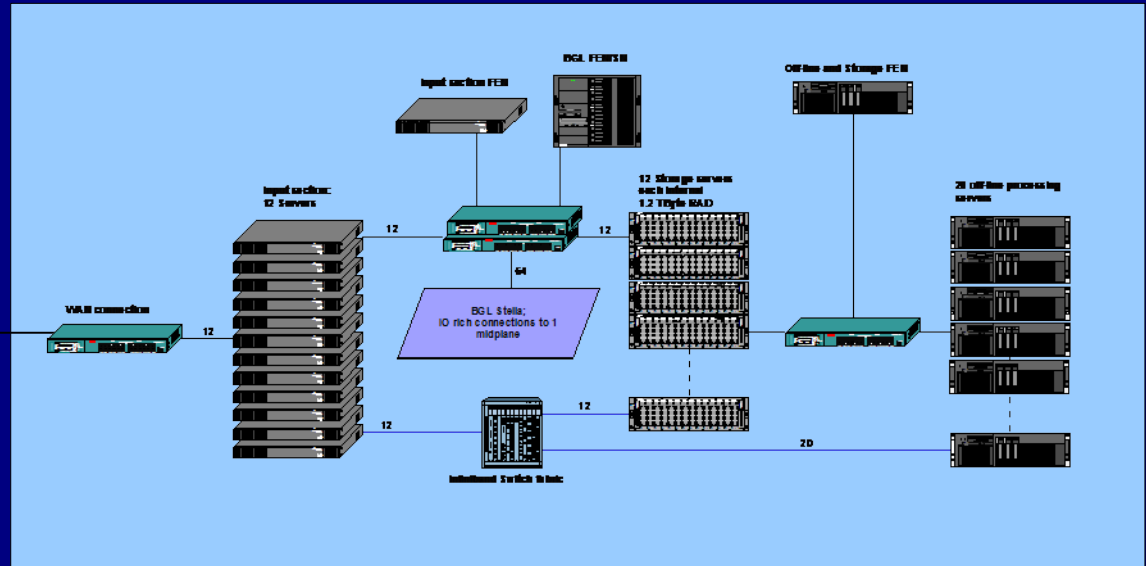 BGL FEN/SN
Input section FEN
Off-line and Storage FEN
12 Storage servers
each internal
1.2 TByte RAID
20 off-line processing
servers
Input section:
12 Servers
12
12
64
WAN connection
12
BGL Stella;
IO rich connections to 1
midplane
12
12
20
Infiniband Switch fabric